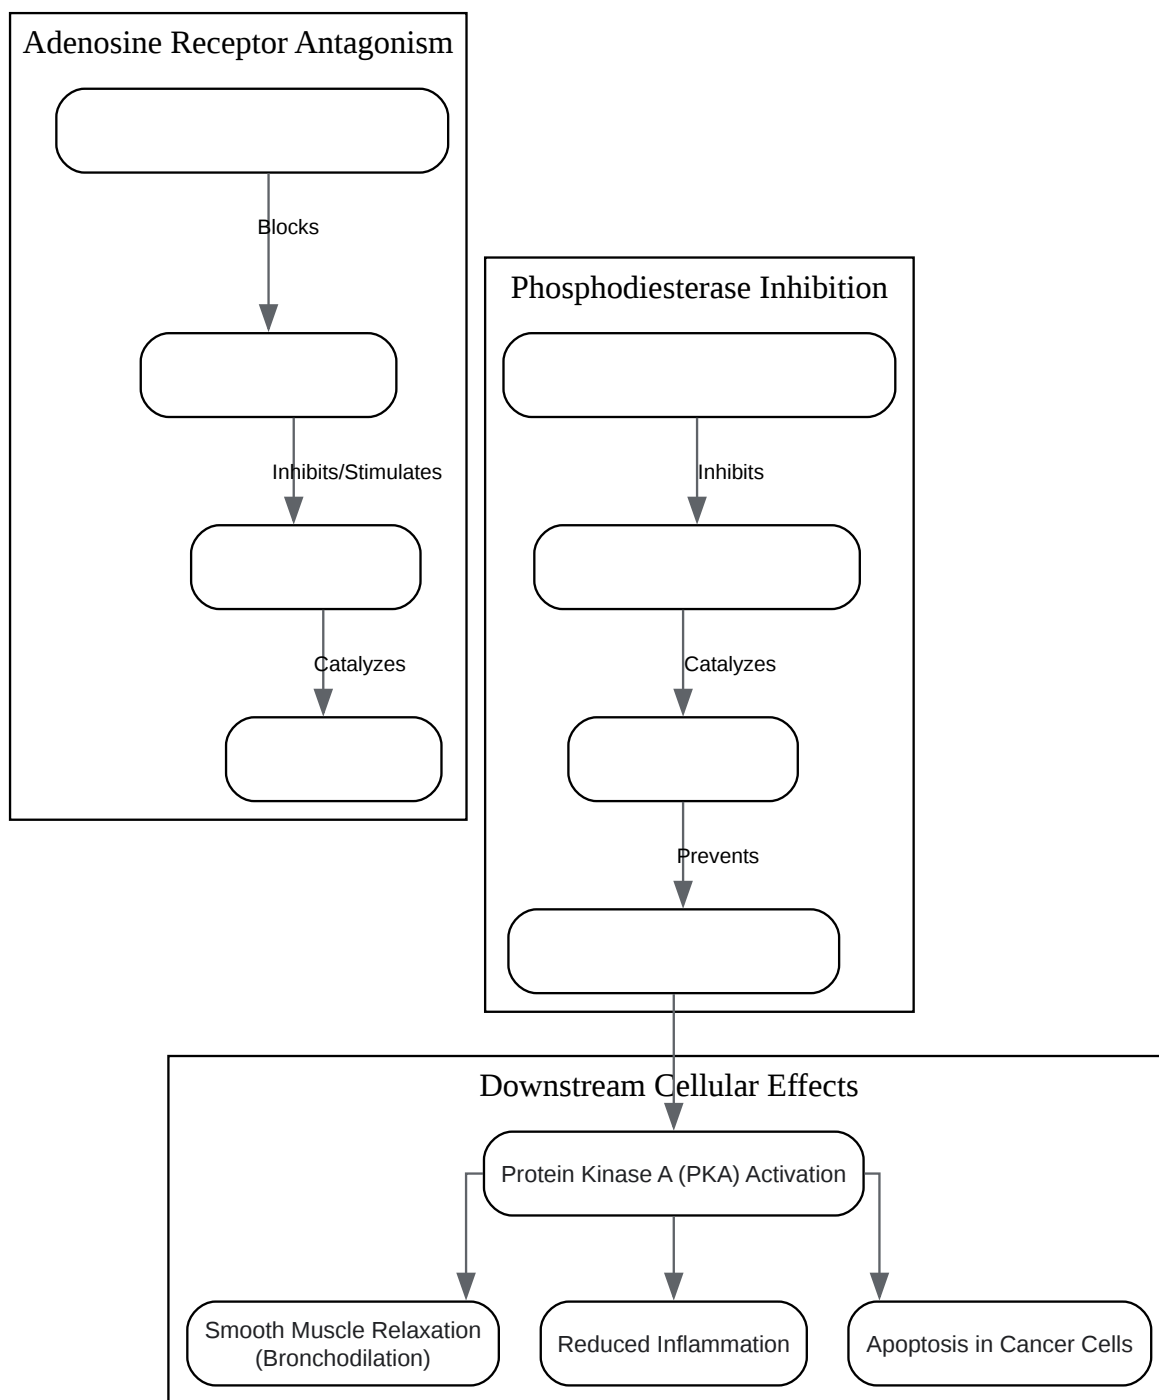 Adenosine Receptor Antagonism
Blocks
Phosphodiesterase Inhibition
Inhibits/Stimulates
Inhibits
Catalyzes
Catalyzes
Prevents
Downstream Cellular Effects
Protein Kinase A (PKA) Activation
Smooth Muscle Relaxation
(Bronchodilation)
Reduced Inflammation
Apoptosis in Cancer Cells